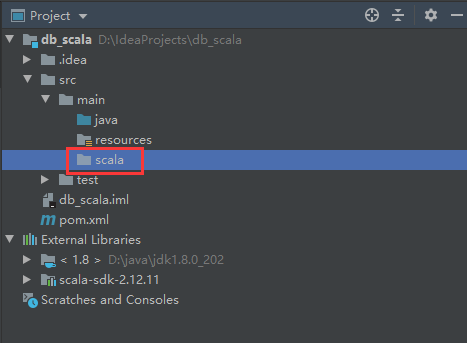 Project
db_scala D:\IdeaProjects\db_scala
.idea
src
main
java
resources
scala
test
db_scala.iml
m pom.xml
External Libraries
< 1.8 > D:\java\jdk1.8.0_202
scala-sdk-2.12.11
Scratches and Consoles